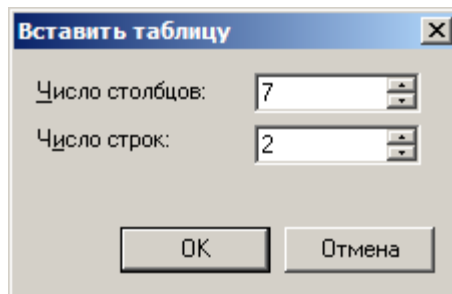 Вставить таблицу
Число столбцов: 7
Число строк: 2
OK Отмена